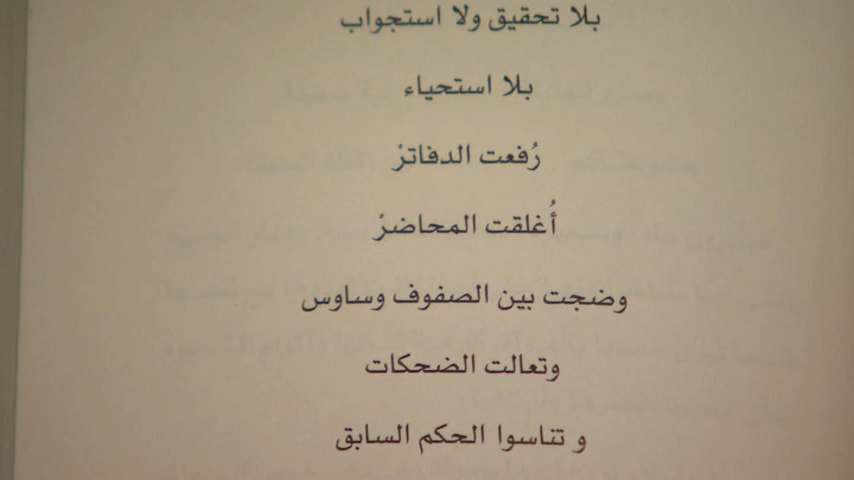 بلا تحقيق ولا استجواب
بلا استحياء
رُفعت الدفاترْ
أُغلقت المحاضرْ
وضجت بين الصفوف وساوس
وتعالت الضحكات
و تناسوا الحكم السابق